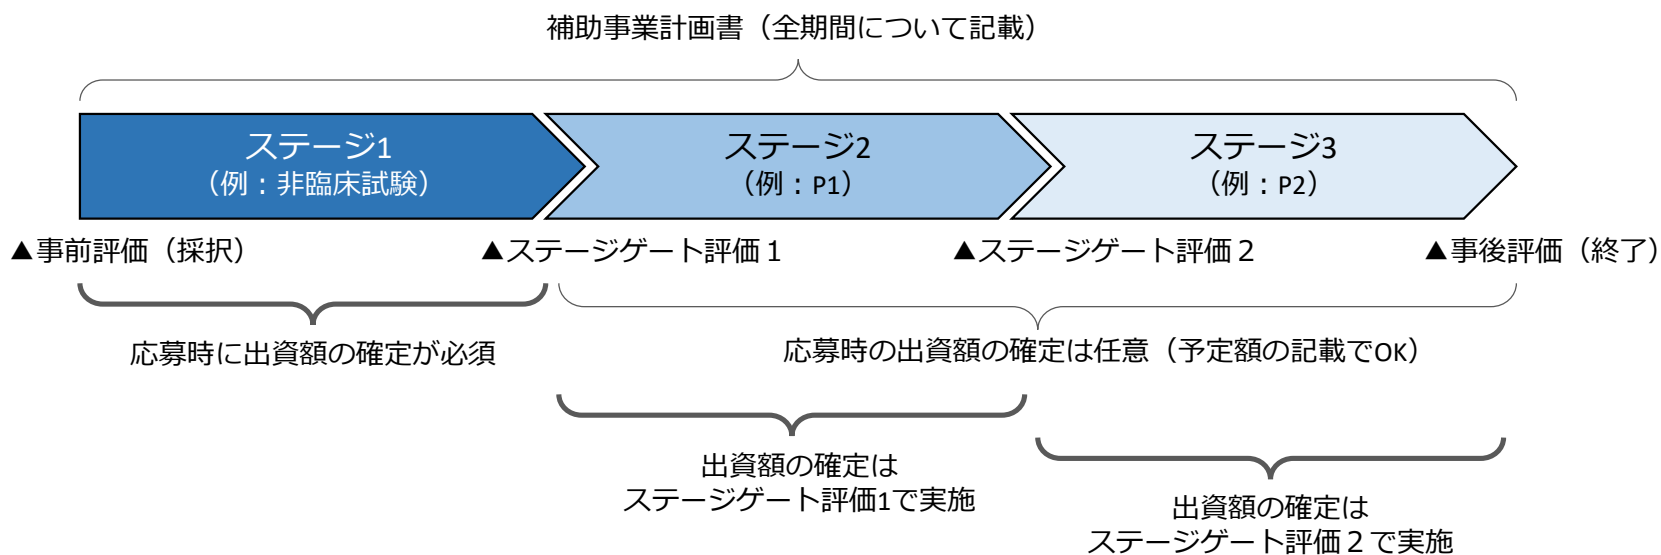 補助事業計画書（全期間について記載）
ステージ1
（例：非臨床試験）
ステージ2
（例：P1）
ステージ3
（例：P2）
▲事前評価（採択）
▲ステージゲート評価１
▲ステージゲート評価２
▲事後評価（終了）
応募時に出資額の確定が必須
応募時の出資額の確定は任意（予定額の記載でOK）
出資額の確定は
ステージゲート評価1で実施
出資額の確定は
ステージゲート評価２で実施